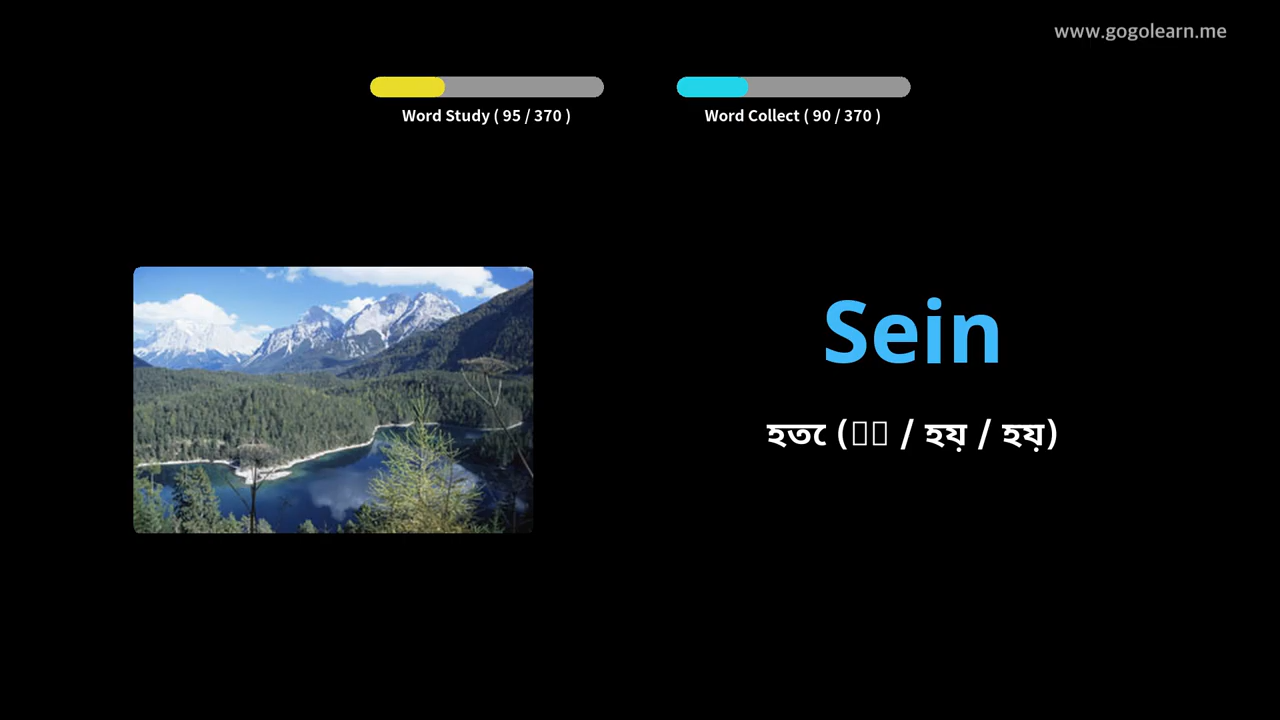 www.gogolearn.me
Word Study ( 95 / 370 )
Word Collect ( 90 / 370 )
Sein
হতে (▯▯ / হয় / হয়)